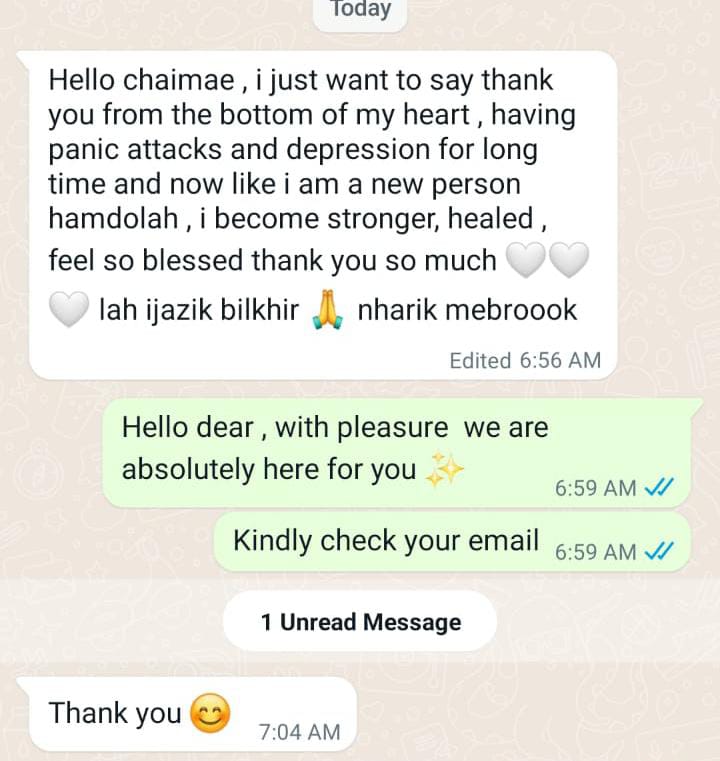 Today
Hello chaimae , i just want to say thank
you from the bottom of my heart , having
panic attacks and depression for long
time and now like i am a new person
hamdolah , i become stronger, healed ,
feel so blessed thank you so much 🤍🤍
🤍 lah ijazik bilkhir 🙏 nharik mebroook
Edited 6:56 AM
Hello dear , with pleasure  we are
absolutely here for you ✨
6:59 AM
Kindly check your email 6:59 AM
1 Unread Message
Thank you 😊 7:04 AM